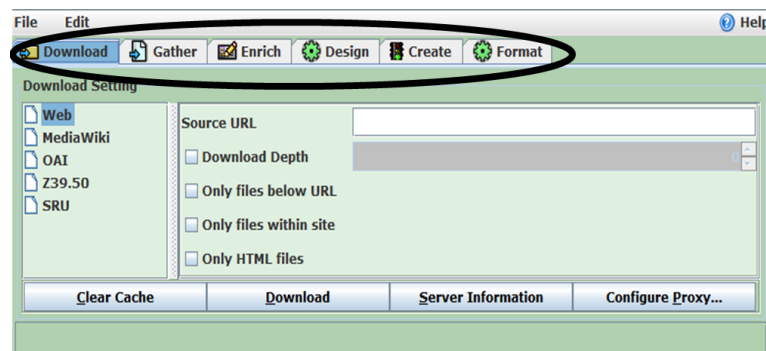 File Edit Help
Download Gather Enrich Design Create Format
Download Setting
Web
MediaWiki
OAI
Z39.50
SRU
Source URL
Download Depth 0
Only files below URL
Only files within site
Only HTML files
Clear Cache Download Server Information Configure Proxy...